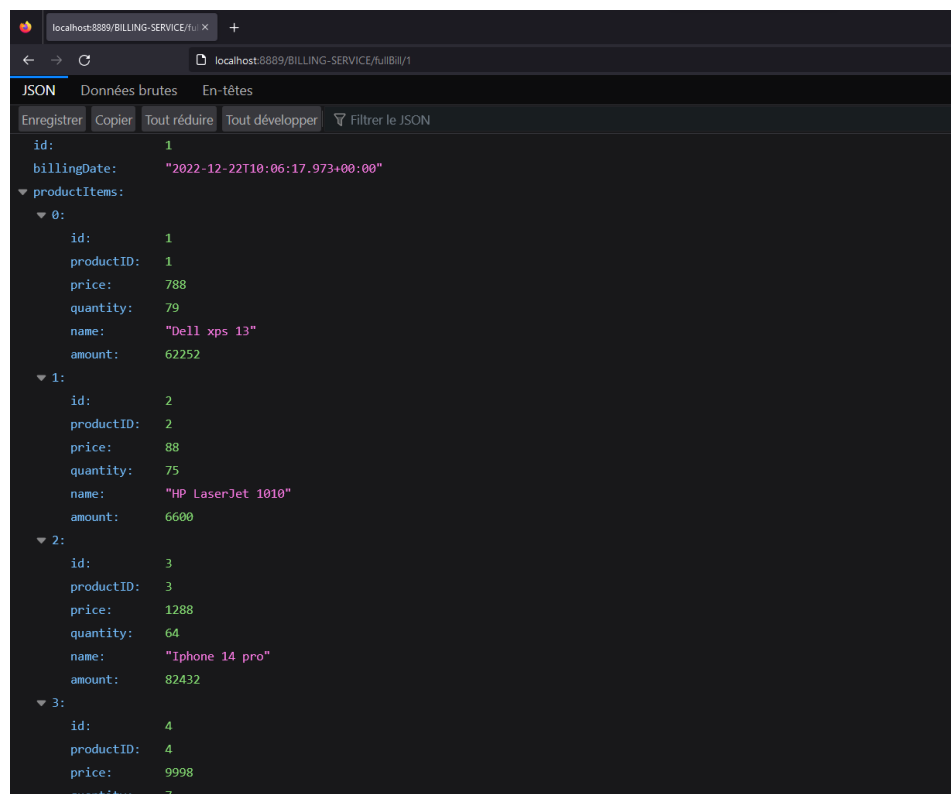 localhost:8889/BILLING-SERVICE/ful
localhost:8889/BILLING-SERVICE/fullBill/1
JSON Données brutes En-têtes
Enregistrer Copier Tout réduire Tout développer Filtrer le JSON
id: 1
billingDate: "2022-12-22T10:06:17.973+00:00"
productItems:
0:
id: 1
productID: 1
price: 788
quantity: 79
name: "Dell xps 13"
amount: 62252
1:
id: 2
productID: 2
price: 88
quantity: 75
name: "HP LaserJet 1010"
amount: 6600
2:
id: 3
productID: 3
price: 1288
quantity: 64
name: "Iphone 14 pro"
amount: 82432
3:
id: 4
productID: 4
price: 9998